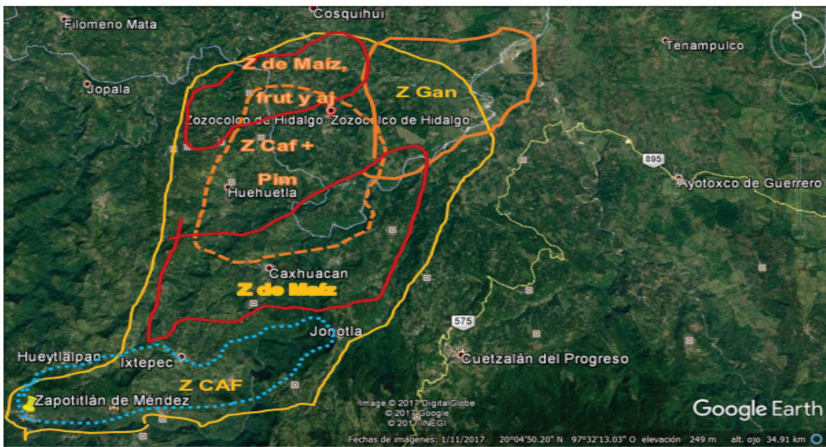 Cosquihui
Filomeno Mata
Tenampulco
Jopala
Z de Maíz,
frut y aj
Z Gan
Zozocolco de Hidalgo Zozocolco de Hidalgo
Z Caf +
Pim
Huehuetla
895
Ayotoxco de Guerrero
Caxhuacan
Z de Maíz
575
Jonotla
Hueytlalpan
Ixtepec
Cuetzalán del Progreso
Z CAF
Zapotitlán de Méndez
Image © 2017 DigitalGlobe
© 2017 Google
© 2017 INEGI
Google Earth
Fechas de imágenes: 1/11/2017 20°04'50.20" N 97°32'13.03" O elevación 249 m alt. ojo 34.91 km